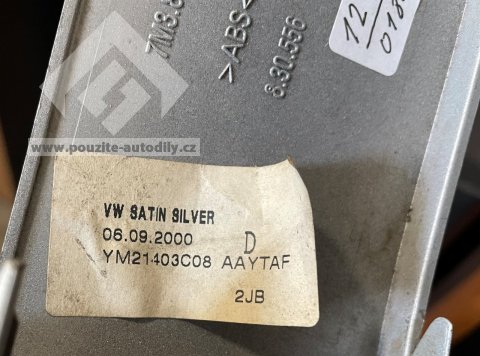 7M3.8
>ABS<
8.30.556
12
018
www.pouzite-autodily.cz
VW SATIN SILVER
06.09.2000 D
YM21403C08 AAYTAF
2JB